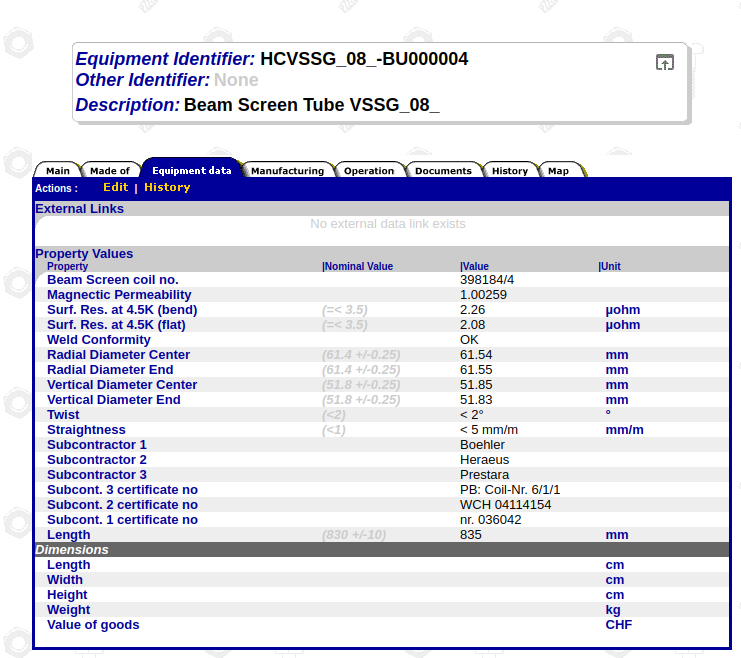 Equipment Identifier: HCVSSG_08_-BU000004
Other Identifier: None
Description: Beam Screen Tube VSSG_08_
Main Made of Equipment data Manufacturing Operation Documents History Map
Actions : Edit | History
External Links
No external data link exists
Property Values
Property |Nominal Value |Value |Unit
Beam Screen coil no. 398184/4
Magnectic Permeability 1.00259
Surf. Res. at 4.5K (bend) (=< 3.5) 2.26 µohm
Surf. Res. at 4.5K (flat) (=< 3.5) 2.08 µohm
Weld Conformity OK
Radial Diameter Center (61.4 +/-0.25) 61.54 mm
Radial Diameter End (61.4 +/-0.25) 61.55 mm
Vertical Diameter Center (51.8 +/-0.25) 51.85 mm
Vertical Diameter End (51.8 +/-0.25) 51.83 mm
Twist (<2) < 2° °
Straightness (<1) < 5 mm/m mm/m
Subcontractor 1 Boehler
Subcontractor 2 Heraeus
Subcontractor 3 Prestara
Subcont. 3 certificate no PB: Coil-Nr. 6/1/1
Subcont. 2 certificate no WCH 04114154
Subcont. 1 certificate no nr. 036042
Length (830 +/-10) 835 mm
Dimensions
Length cm
Width cm
Height cm
Weight kg
Value of goods CHF